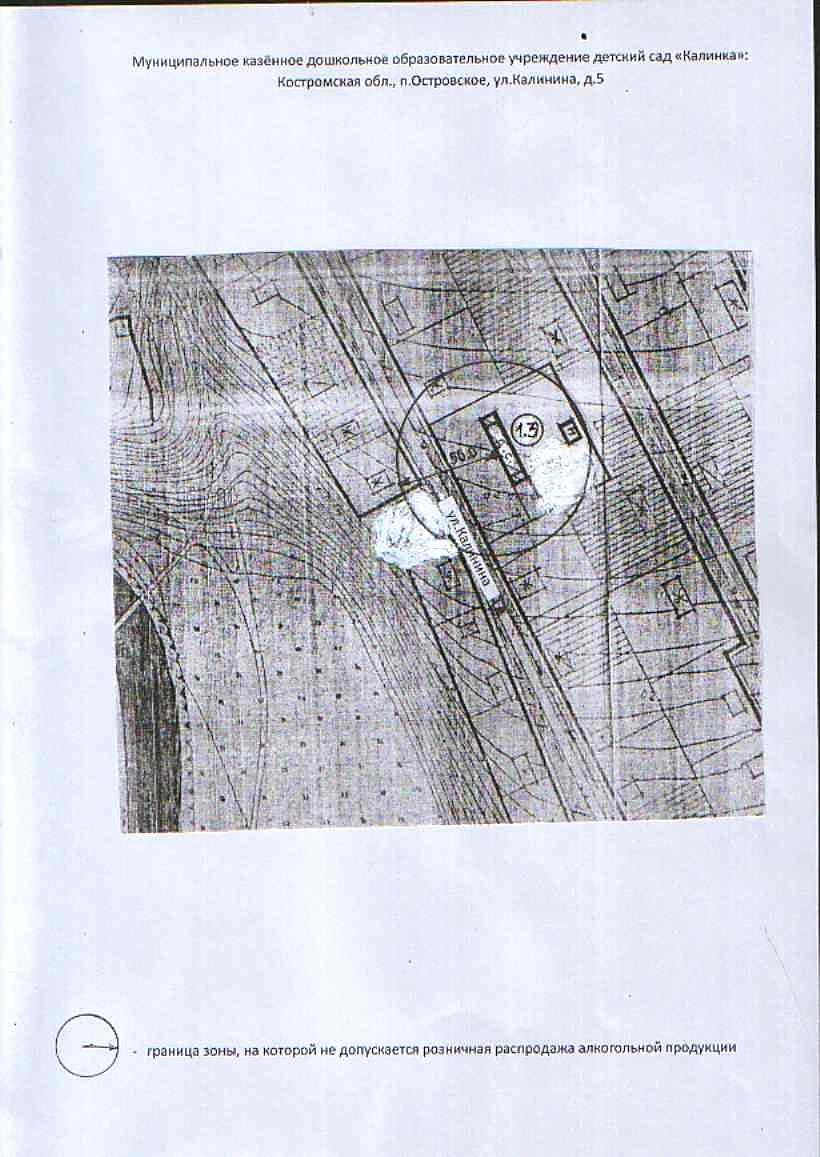 Муниципальное казённое дошкольное образовательное учреждение детский сад «Калинка»:
Костромская обл., п.Островское, ул.Калинина, д.5
1.3
50.0
ул.Калинина
- граница зоны, на которой не допускается розничная распродажа алкогольной продукции